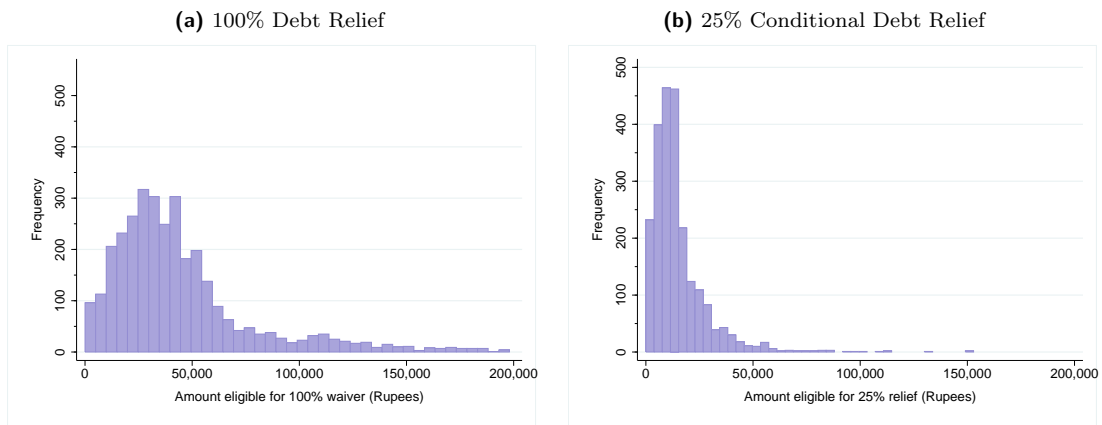 (a) 100% Debt Relief
Frequency
0
100
200
300
400
500
0 50,000 100,000 150,000 200,000
Amount eligible for 100% waiver (Rupees)
(b) 25% Conditional Debt Relief
Frequency
0
100
200
300
400
500
0 50,000 100,000 150,000 200,000
Amount eligible for 25% relief (Rupees)